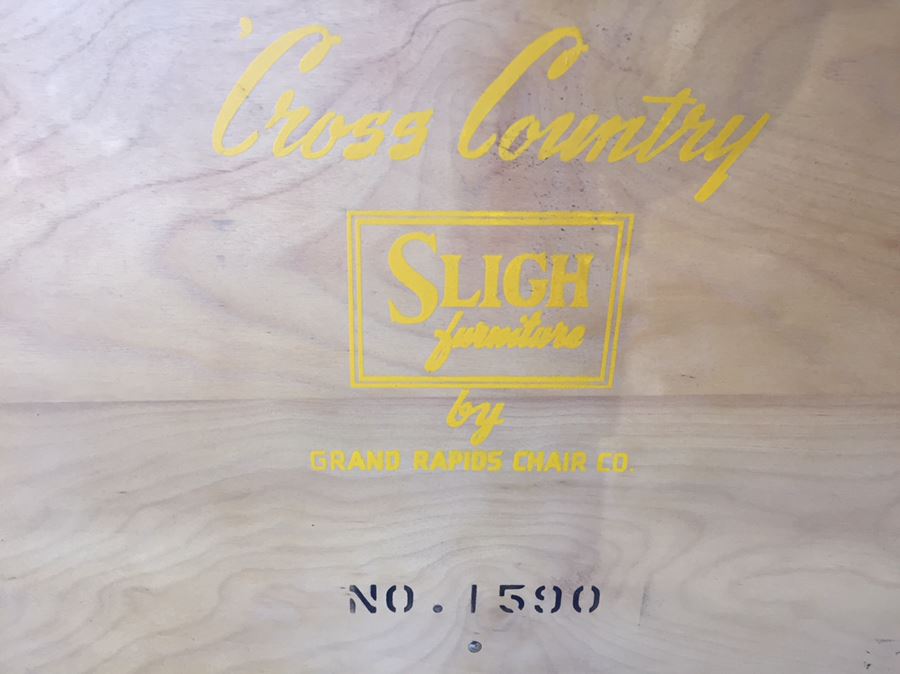 'Cross Country
SLIGH
furniture
by
GRAND RAPIDS CHAIR CO.
NO. 1590